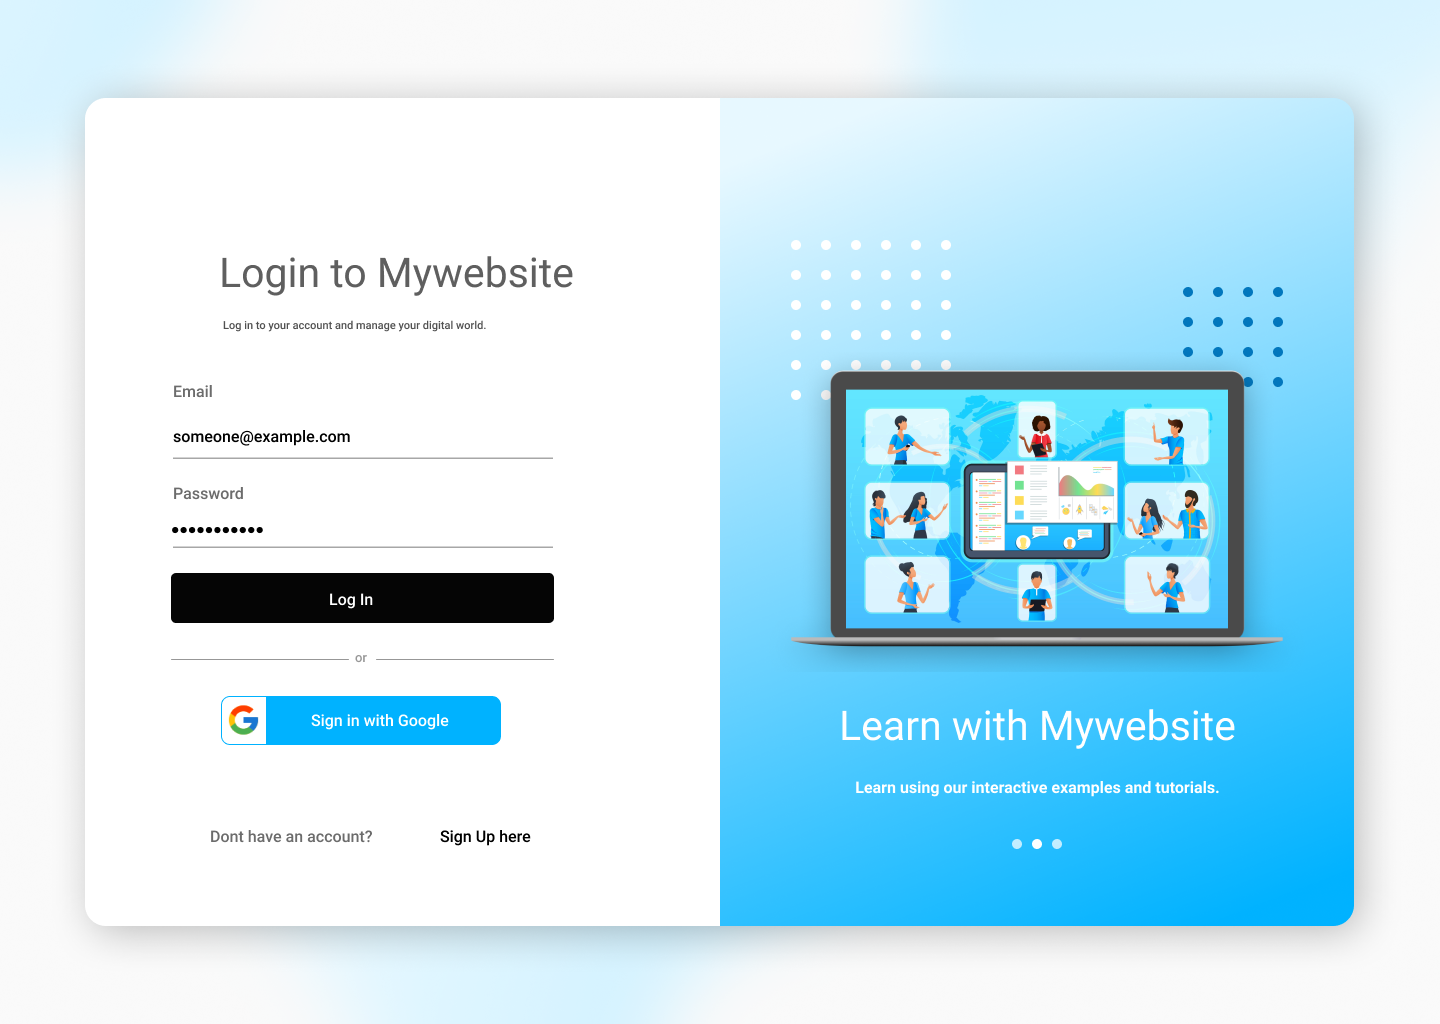 Login to Mywebsite
Log in to your account and manage your digital world.
Email
someone@example.com
Password
•••••••••••
Log In
or
Sign in with Google
Dont have an account? Sign Up here
Learn with Mywebsite
Learn using our interactive examples and tutorials.